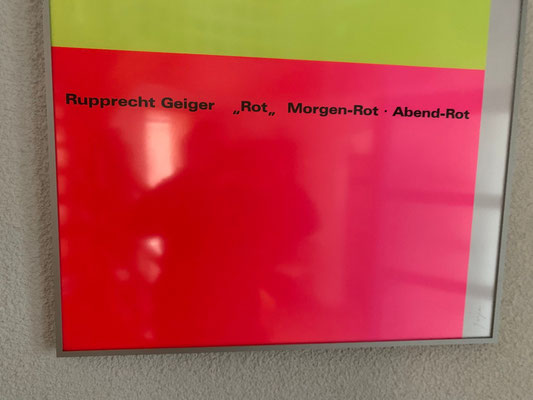 Rupprecht Geiger „Rot„ Morgen-Rot · Abend-Rot